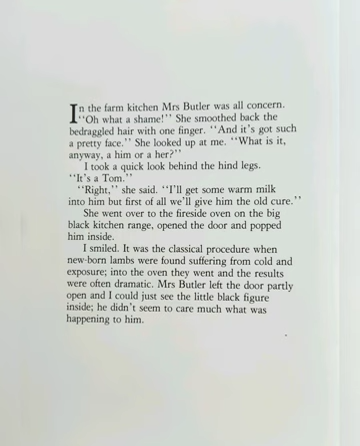 In the farm kitchen Mrs Butler was all concern.
‘‘Oh what a shame!’’ She smoothed back the
bedraggled hair with one finger. ‘‘And it’s got such
a pretty face.’’ She looked up at me. ‘‘What is it,
anyway, a him or a her?’’
I took a quick look behind the hind legs.
‘‘It’s a Tom.’’
‘‘Right,’’ she said. ‘‘I’ll get some warm milk
into him but first of all we’ll give him the old cure.’’
She went over to the fireside oven on the big
black kitchen range, opened the door and popped
him inside.
I smiled. It was the classical procedure when
new-born lambs were found suffering from cold and
exposure; into the oven they went and the results
were often dramatic. Mrs Butler left the door partly
open and I could just see the little black figure
inside; he didn’t seem to care much what was
happening to him.